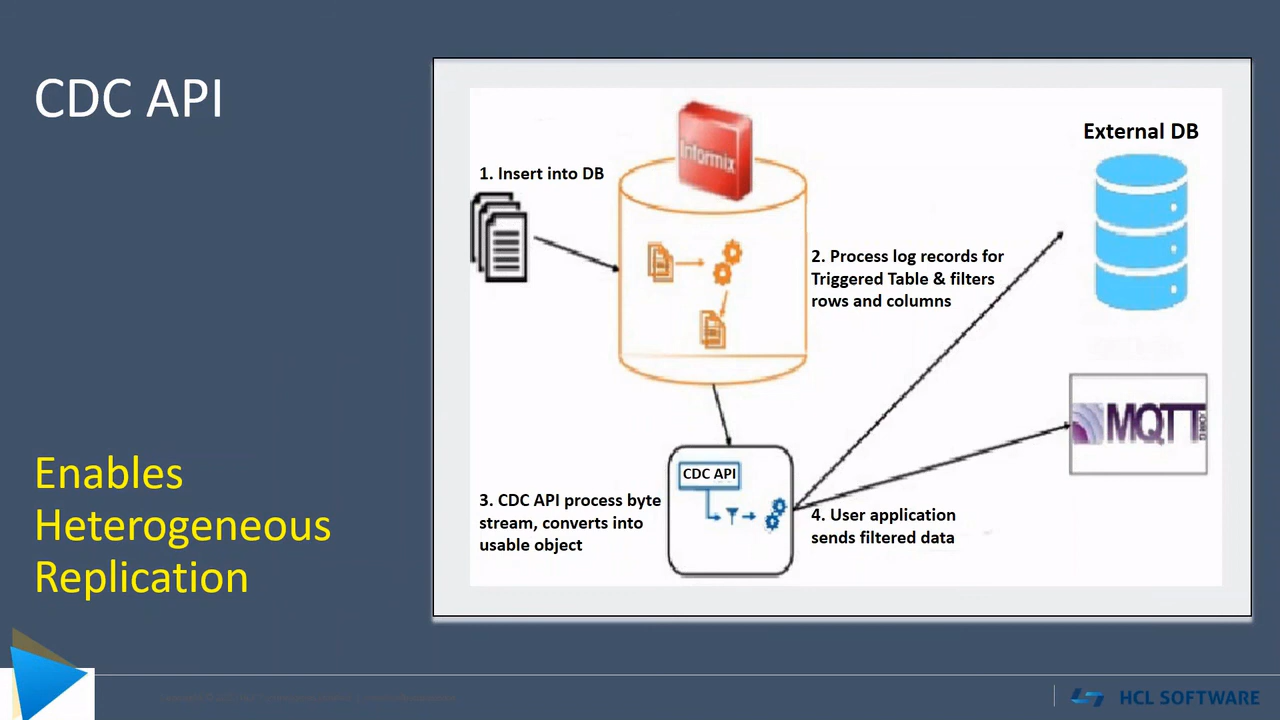 CDC API
Enables
Heterogeneous
Replication
External DB
Informix
1. Insert into DB
2. Process log records for
Triggered Table & filters
rows and columns
MQTT
CDC API
3. CDC API process byte
stream, converts into
usable object
4. User application
sends filtered data
HCL SOFTWARE